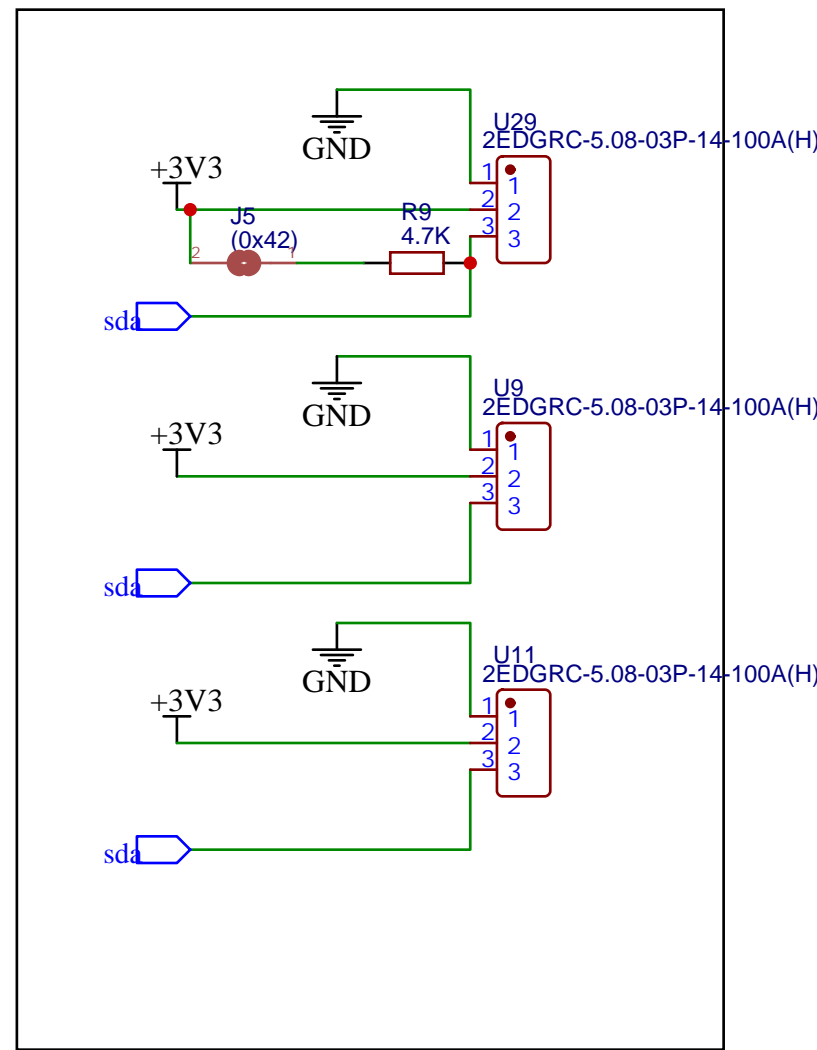 U29
2EDGRC-5.08-03P-14-100A(H)
GND
+3V3
1 1
2 2
3 3
J5
(0x42)
2 1
R9
4.7K
sda
U9
2EDGRC-5.08-03P-14-100A(H)
GND
+3V3
1 1
2 2
3 3
sda
U11
2EDGRC-5.08-03P-14-100A(H)
GND
+3V3
1 1
2 2
3 3
sda